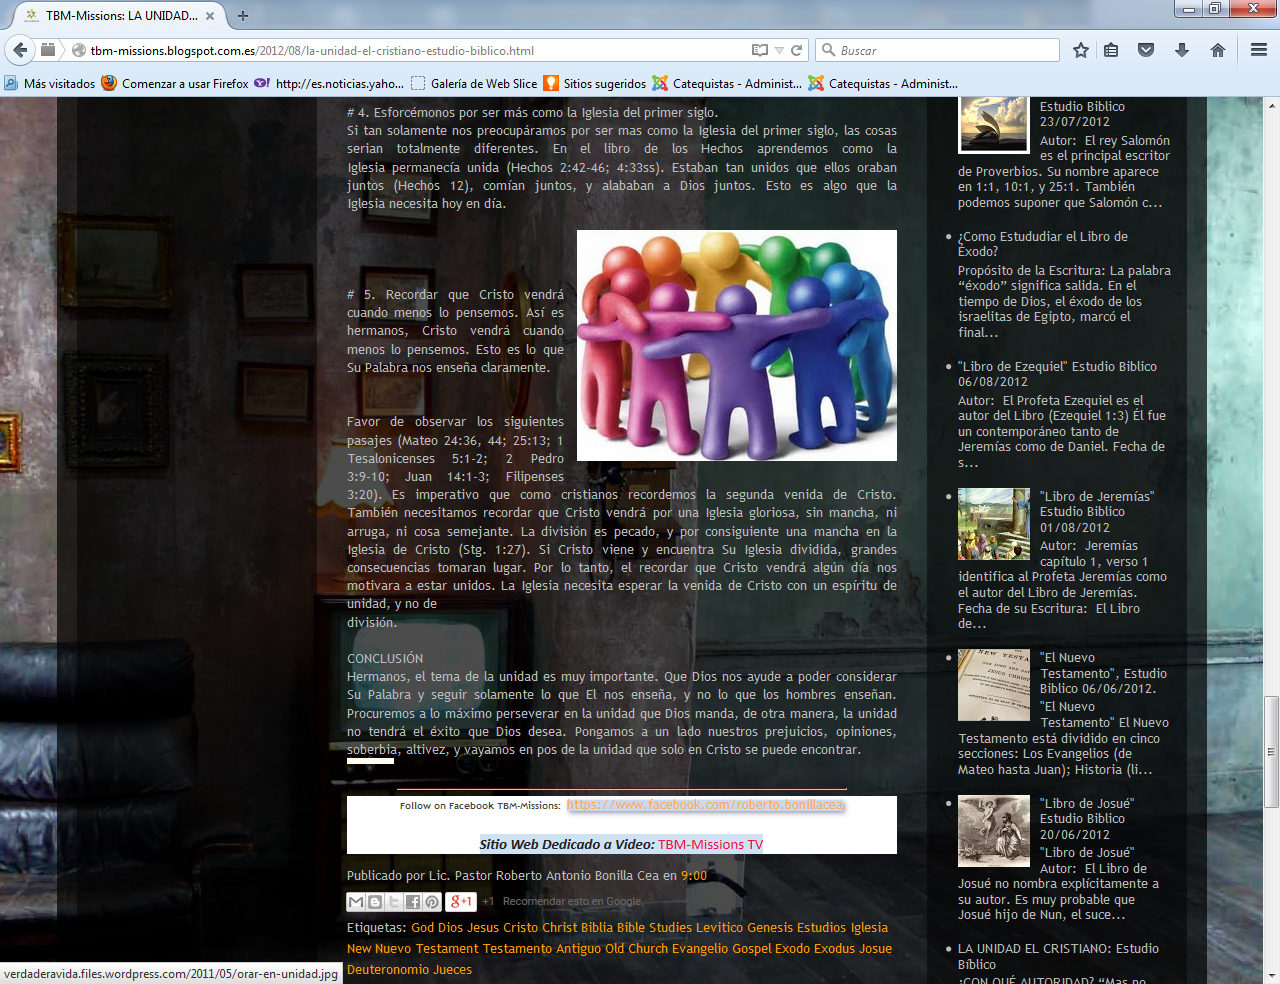 TBM-Missions: LA UNIDAD...
tbm-missions.blogspot.com.es/2012/08/la-unidad-el-cristiano-estudio-biblico.html
Buscar
Más visitados
Comenzar a usar Firefox
http://es.noticias.yaho...
Galería de Web Slice
Sitios sugeridos
Catequistas - Administ...
Catequistas - Administ...
# 4. Esforcémonos por ser más como la Iglesia del primer siglo.
Si tan solamente nos preocupáramos por ser mas como la Iglesia del primer siglo, las cosas
serian totalmente diferentes. En el libro de los Hechos aprendemos como la
Iglesia permanecía unida (Hechos 2:42-46; 4:33ss). Estaban tan unidos que ellos oraban
juntos (Hechos 12), comían juntos, y alababan a Dios juntos. Esto es algo que la
Iglesia necesita hoy en día.
# 5. Recordar que Cristo vendrá
cuando menos lo pensemos. Así es
hermanos, Cristo vendrá cuando
menos lo pensemos. Esto es lo que
Su Palabra nos enseña claramente.
Favor de observar los siguientes
pasajes (Mateo 24:36, 44; 25:13; 1
Tesalonicenses 5:1-2; 2 Pedro
3:9-10; Juan 14:1-3; Filipenses
3:20). Es imperativo que como cristianos recordemos la segunda venida de Cristo.
También necesitamos recordar que Cristo vendrá por una Iglesia gloriosa, sin mancha, ni
arruga, ni cosa semejante. La división es pecado, y por consiguiente una mancha en la
Iglesia de Cristo (Stg. 1:27). Si Cristo viene y encuentra Su Iglesia dividida, grandes
consecuencias tomaran lugar. Por lo tanto, el recordar que Cristo vendrá algún día nos
motivara a estar unidos. La Iglesia necesita esperar la venida de Cristo con un espíritu de
unidad, y no de
división.
CONCLUSIÓN
Hermanos, el tema de la unidad es muy importante. Que Dios nos ayude a poder considerar
Su Palabra y seguir solamente lo que El nos enseña, y no lo que los hombres enseñan.
Procuremos a lo máximo perseverar en la unidad que Dios manda, de otra manera, la unidad
no tendrá el éxito que Dios desea. Pongamos a un lado nuestros prejuicios, opiniones,
soberbia, altivez, y vayamos en pos de la unidad que solo en Cristo se puede encontrar.
Follow on Facebook TBM-Missions: https://www.facebook.com/roberto.bonillacea
Sitio Web Dedicado a Video: TBM-Missions TV
Publicado por Lic. Pastor Roberto Antonio Bonilla Cea en 9:00
g+1 +1 Recomendar esto en Google
Etiquetas: God Dios Jesus Cristo Christ Biblia Bible Studies Levitico Genesis Estudios Iglesia
New Nuevo Testament Testamento Antiguo Old Church Evangelio Gospel Exodo Exodus Josue
Deuteronomio Jueces
verdaderavida.files.wordpress.com/2011/05/orar-en-unidad.jpg
Estudio Biblico
23/07/2012
Autor: El rey Salomón
es el principal escritor
de Proverbios. Su nombre aparece
en 1:1, 10:1, y 25:1. También
podemos suponer que Salomón c...
¿Como Estududiar el Libro de
Éxodo?
Propósito de la Escritura: La palabra
“éxodo” significa salida. En el
tiempo de Dios, el éxodo de los
israelitas de Egipto, marcó el
final...
"Libro de Ezequiel" Estudio Biblico
06/08/2012
Autor: El Profeta Ezequiel es el
autor del Libro (Ezequiel 1:3) Él fue
un contemporáneo tanto de
Jeremías como de Daniel. Fecha de
s...
"Libro de Jeremías"
Estudio Biblico
01/08/2012
Autor: Jeremías
capítulo 1, verso 1
identifica al Profeta Jeremías como
el autor del Libro de Jeremías.
Fecha de su Escritura: El Libro
de...
NEW TESTA
JESUS CHRIST
"El Nuevo
Testamento", Estudio
Biblico 06/06/2012.
"El Nuevo
Testamento" El Nuevo
Testamento está dividido en cinco
secciones: Los Evangelios (de
Mateo hasta Juan); Historia (li...
"Libro de Josué"
Estudio Biblico
20/06/2012
"Libro de Josué"
Autor: El Libro de
Josué no nombra explícitamente a
su autor. Es muy probable que
Josué hijo de Nun, el suce...
LA UNIDAD EL CRISTIANO: Estudio
Bíblico
¿CON QUÉ AUTORIDAD? “Mas no